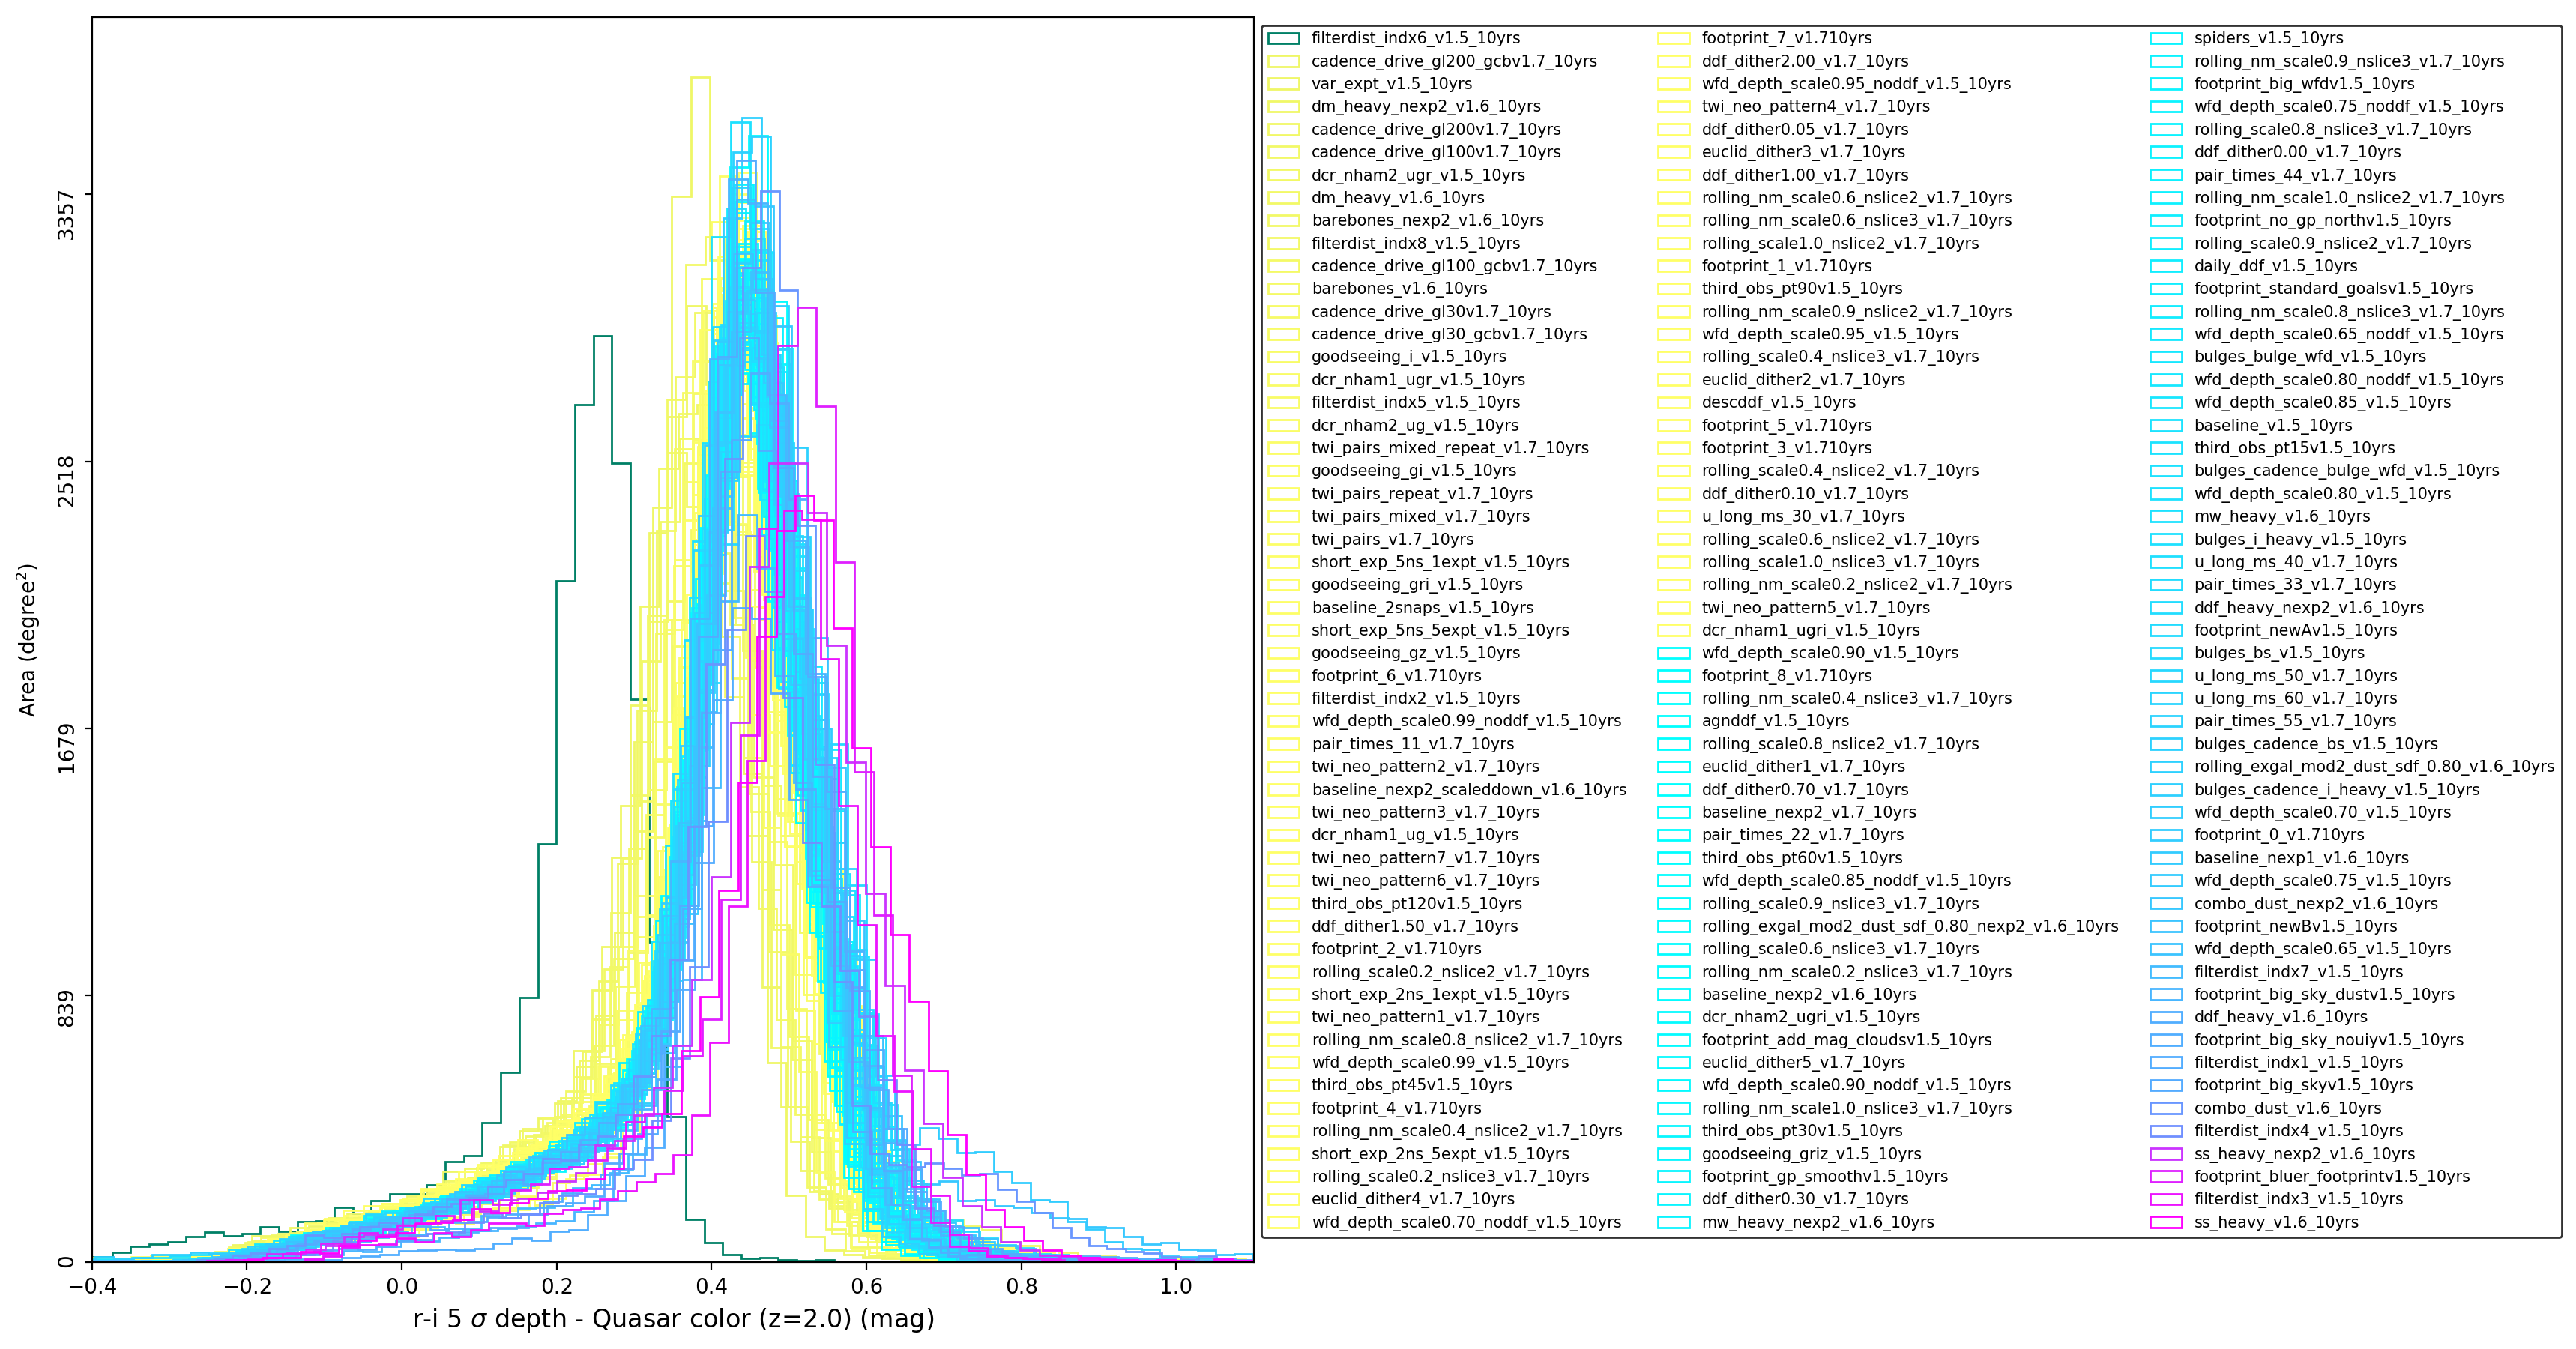 Area (degree²)
3357
2518
1679
839
0
−0.4
−0.2
0.0
0.2
0.4
0.6
0.8
1.0
r-i 5 σ depth - Quasar color (z=2.0) (mag)
filterdist_indx6_v1.5_10yrs
cadence_drive_gl200_gcbv1.7_10yrs
var_expt_v1.5_10yrs
dm_heavy_nexp2_v1.6_10yrs
cadence_drive_gl200v1.7_10yrs
cadence_drive_gl100v1.7_10yrs
dcr_nham2_ugr_v1.5_10yrs
dm_heavy_v1.6_10yrs
barebones_nexp2_v1.6_10yrs
filterdist_indx8_v1.5_10yrs
cadence_drive_gl100_gcbv1.7_10yrs
barebones_v1.6_10yrs
cadence_drive_gl30v1.7_10yrs
cadence_drive_gl30_gcbv1.7_10yrs
goodseeing_i_v1.5_10yrs
dcr_nham1_ugr_v1.5_10yrs
filterdist_indx5_v1.5_10yrs
dcr_nham2_ug_v1.5_10yrs
twi_pairs_mixed_repeat_v1.7_10yrs
goodseeing_gi_v1.5_10yrs
twi_pairs_repeat_v1.7_10yrs
twi_pairs_mixed_v1.7_10yrs
twi_pairs_v1.7_10yrs
short_exp_5ns_1expt_v1.5_10yrs
goodseeing_gri_v1.5_10yrs
baseline_2snaps_v1.5_10yrs
short_exp_5ns_5expt_v1.5_10yrs
goodseeing_gz_v1.5_10yrs
footprint_6_v1.710yrs
filterdist_indx2_v1.5_10yrs
wfd_depth_scale0.99_noddf_v1.5_10yrs
pair_times_11_v1.7_10yrs
twi_neo_pattern2_v1.7_10yrs
baseline_nexp2_scaleddown_v1.6_10yrs
twi_neo_pattern3_v1.7_10yrs
dcr_nham1_ug_v1.5_10yrs
twi_neo_pattern7_v1.7_10yrs
twi_neo_pattern6_v1.7_10yrs
third_obs_pt120v1.5_10yrs
ddf_dither1.50_v1.7_10yrs
footprint_2_v1.710yrs
rolling_scale0.2_nslice2_v1.7_10yrs
short_exp_2ns_1expt_v1.5_10yrs
twi_neo_pattern1_v1.7_10yrs
rolling_nm_scale0.8_nslice2_v1.7_10yrs
wfd_depth_scale0.99_v1.5_10yrs
third_obs_pt45v1.5_10yrs
footprint_4_v1.710yrs
rolling_nm_scale0.4_nslice2_v1.7_10yrs
short_exp_2ns_5expt_v1.5_10yrs
rolling_scale0.2_nslice3_v1.7_10yrs
euclid_dither4_v1.7_10yrs
wfd_depth_scale0.70_noddf_v1.5_10yrs
footprint_7_v1.710yrs
ddf_dither2.00_v1.7_10yrs
wfd_depth_scale0.95_noddf_v1.5_10yrs
twi_neo_pattern4_v1.7_10yrs
ddf_dither0.05_v1.7_10yrs
euclid_dither3_v1.7_10yrs
ddf_dither1.00_v1.7_10yrs
rolling_nm_scale0.6_nslice2_v1.7_10yrs
rolling_nm_scale0.6_nslice3_v1.7_10yrs
rolling_scale1.0_nslice2_v1.7_10yrs
footprint_1_v1.710yrs
third_obs_pt90v1.5_10yrs
rolling_nm_scale0.9_nslice2_v1.7_10yrs
wfd_depth_scale0.95_v1.5_10yrs
rolling_scale0.4_nslice3_v1.7_10yrs
euclid_dither2_v1.7_10yrs
descddf_v1.5_10yrs
footprint_5_v1.710yrs
footprint_3_v1.710yrs
rolling_scale0.4_nslice2_v1.7_10yrs
ddf_dither0.10_v1.7_10yrs
u_long_ms_30_v1.7_10yrs
rolling_scale0.6_nslice2_v1.7_10yrs
rolling_scale1.0_nslice3_v1.7_10yrs
rolling_nm_scale0.2_nslice2_v1.7_10yrs
twi_neo_pattern5_v1.7_10yrs
dcr_nham1_ugri_v1.5_10yrs
wfd_depth_scale0.90_v1.5_10yrs
footprint_8_v1.710yrs
rolling_nm_scale0.4_nslice3_v1.7_10yrs
agnddf_v1.5_10yrs
rolling_scale0.8_nslice2_v1.7_10yrs
euclid_dither1_v1.7_10yrs
ddf_dither0.70_v1.7_10yrs
baseline_nexp2_v1.7_10yrs
pair_times_22_v1.7_10yrs
third_obs_pt60v1.5_10yrs
wfd_depth_scale0.85_noddf_v1.5_10yrs
rolling_scale0.9_nslice3_v1.7_10yrs
rolling_exgal_mod2_dust_sdf_0.80_nexp2_v1.6_10yrs
rolling_scale0.6_nslice3_v1.7_10yrs
rolling_nm_scale0.2_nslice3_v1.7_10yrs
baseline_nexp2_v1.6_10yrs
dcr_nham2_ugri_v1.5_10yrs
footprint_add_mag_cloudsv1.5_10yrs
euclid_dither5_v1.7_10yrs
wfd_depth_scale0.90_noddf_v1.5_10yrs
rolling_nm_scale1.0_nslice3_v1.7_10yrs
third_obs_pt30v1.5_10yrs
goodseeing_griz_v1.5_10yrs
footprint_gp_smoothv1.5_10yrs
ddf_dither0.30_v1.7_10yrs
mw_heavy_nexp2_v1.6_10yrs
spiders_v1.5_10yrs
rolling_nm_scale0.9_nslice3_v1.7_10yrs
footprint_big_wfdv1.5_10yrs
wfd_depth_scale0.75_noddf_v1.5_10yrs
rolling_scale0.8_nslice3_v1.7_10yrs
ddf_dither0.00_v1.7_10yrs
pair_times_44_v1.7_10yrs
rolling_nm_scale1.0_nslice2_v1.7_10yrs
footprint_no_gp_northv1.5_10yrs
rolling_scale0.9_nslice2_v1.7_10yrs
daily_ddf_v1.5_10yrs
footprint_standard_goalsv1.5_10yrs
rolling_nm_scale0.8_nslice3_v1.7_10yrs
wfd_depth_scale0.65_noddf_v1.5_10yrs
bulges_bulge_wfd_v1.5_10yrs
wfd_depth_scale0.80_noddf_v1.5_10yrs
wfd_depth_scale0.85_v1.5_10yrs
baseline_v1.5_10yrs
third_obs_pt15v1.5_10yrs
bulges_cadence_bulge_wfd_v1.5_10yrs
wfd_depth_scale0.80_v1.5_10yrs
mw_heavy_v1.6_10yrs
bulges_i_heavy_v1.5_10yrs
u_long_ms_40_v1.7_10yrs
pair_times_33_v1.7_10yrs
ddf_heavy_nexp2_v1.6_10yrs
footprint_newAv1.5_10yrs
bulges_bs_v1.5_10yrs
u_long_ms_50_v1.7_10yrs
u_long_ms_60_v1.7_10yrs
pair_times_55_v1.7_10yrs
bulges_cadence_bs_v1.5_10yrs
rolling_exgal_mod2_dust_sdf_0.80_v1.6_10yrs
bulges_cadence_i_heavy_v1.5_10yrs
wfd_depth_scale0.70_v1.5_10yrs
footprint_0_v1.710yrs
baseline_nexp1_v1.6_10yrs
wfd_depth_scale0.75_v1.5_10yrs
combo_dust_nexp2_v1.6_10yrs
footprint_newBv1.5_10yrs
wfd_depth_scale0.65_v1.5_10yrs
filterdist_indx7_v1.5_10yrs
footprint_big_sky_dustv1.5_10yrs
ddf_heavy_v1.6_10yrs
footprint_big_sky_nouiyv1.5_10yrs
filterdist_indx1_v1.5_10yrs
footprint_big_skyv1.5_10yrs
combo_dust_v1.6_10yrs
filterdist_indx4_v1.5_10yrs
ss_heavy_nexp2_v1.6_10yrs
footprint_bluer_footprintv1.5_10yrs
filterdist_indx3_v1.5_10yrs
ss_heavy_v1.6_10yrs